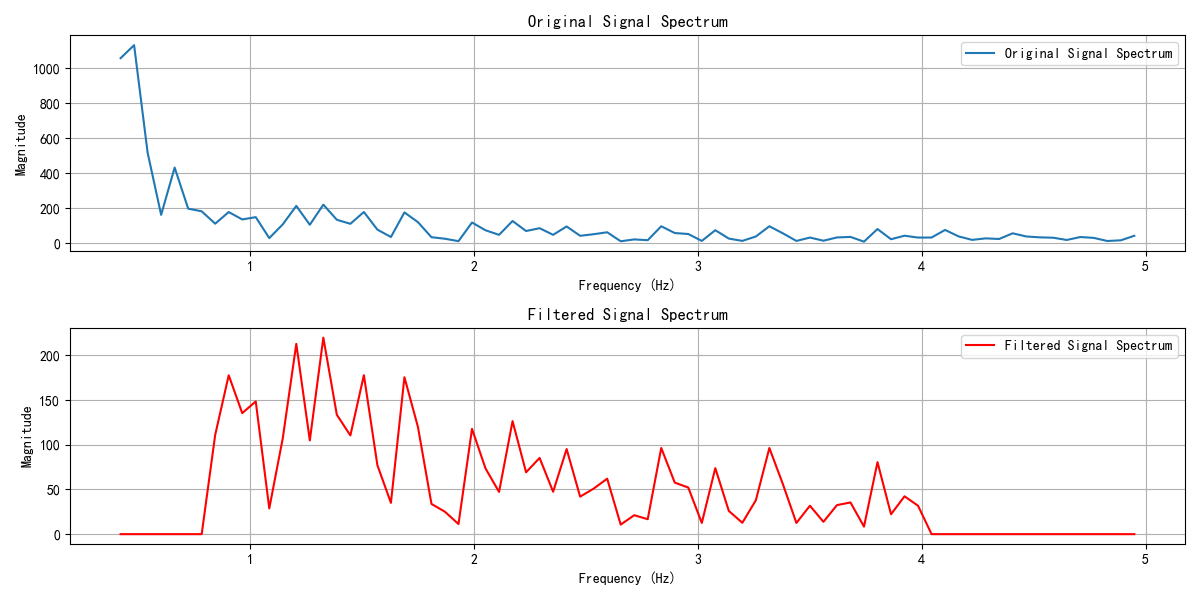 Original Signal Spectrum
Original Signal Spectrum
Magnitude
1000
800
600
400
200
0
1
2
3
4
5
Frequency (Hz)
Filtered Signal Spectrum
Filtered Signal Spectrum
Magnitude
200
150
100
50
0
1
2
3
4
5
Frequency (Hz)